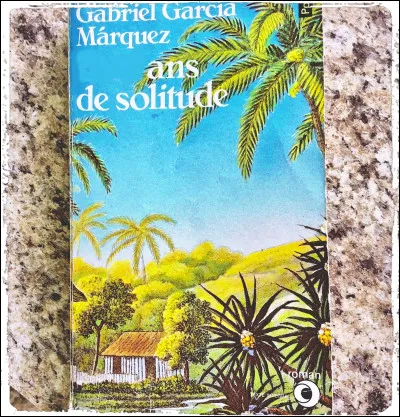 Gabriel García
Márquez
ans
de solitude
roman